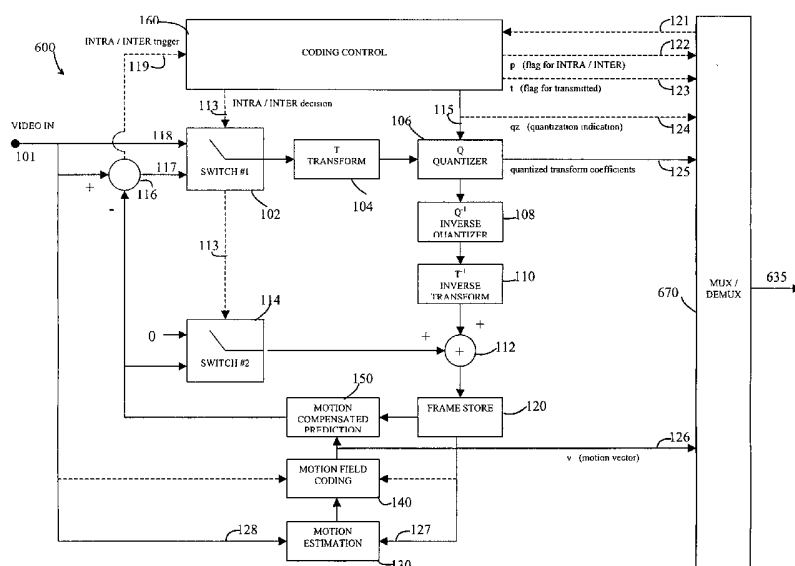 160
600
INTRA / INTER trigger
119
CODING CONTROL
121
122
p (flag for INTRA / INTER)
t (flag for transmitted)
123
113
INTRA / INTER decision
115
qz (quantization indication)
124
VIDEO IN
101
118
117
+
-
116
SWITCH #1
102
T
TRANSFORM
104
106
Q
QUANTIZER
quantized transform coefficients
125
Q-1
INVERSE
QUANTIZER
108
T-1
INVERSE
TRANSFORM
110
113
114
0
SWITCH #2
+
+
+
112
670
MUX /
DEMUX
635
150
MOTION
COMPENSATED
PREDICTION
FRAME STORE
120
126
v (motion vector)
MOTION FIELD
CODING
140
128
MOTION
ESTIMATION
127
130